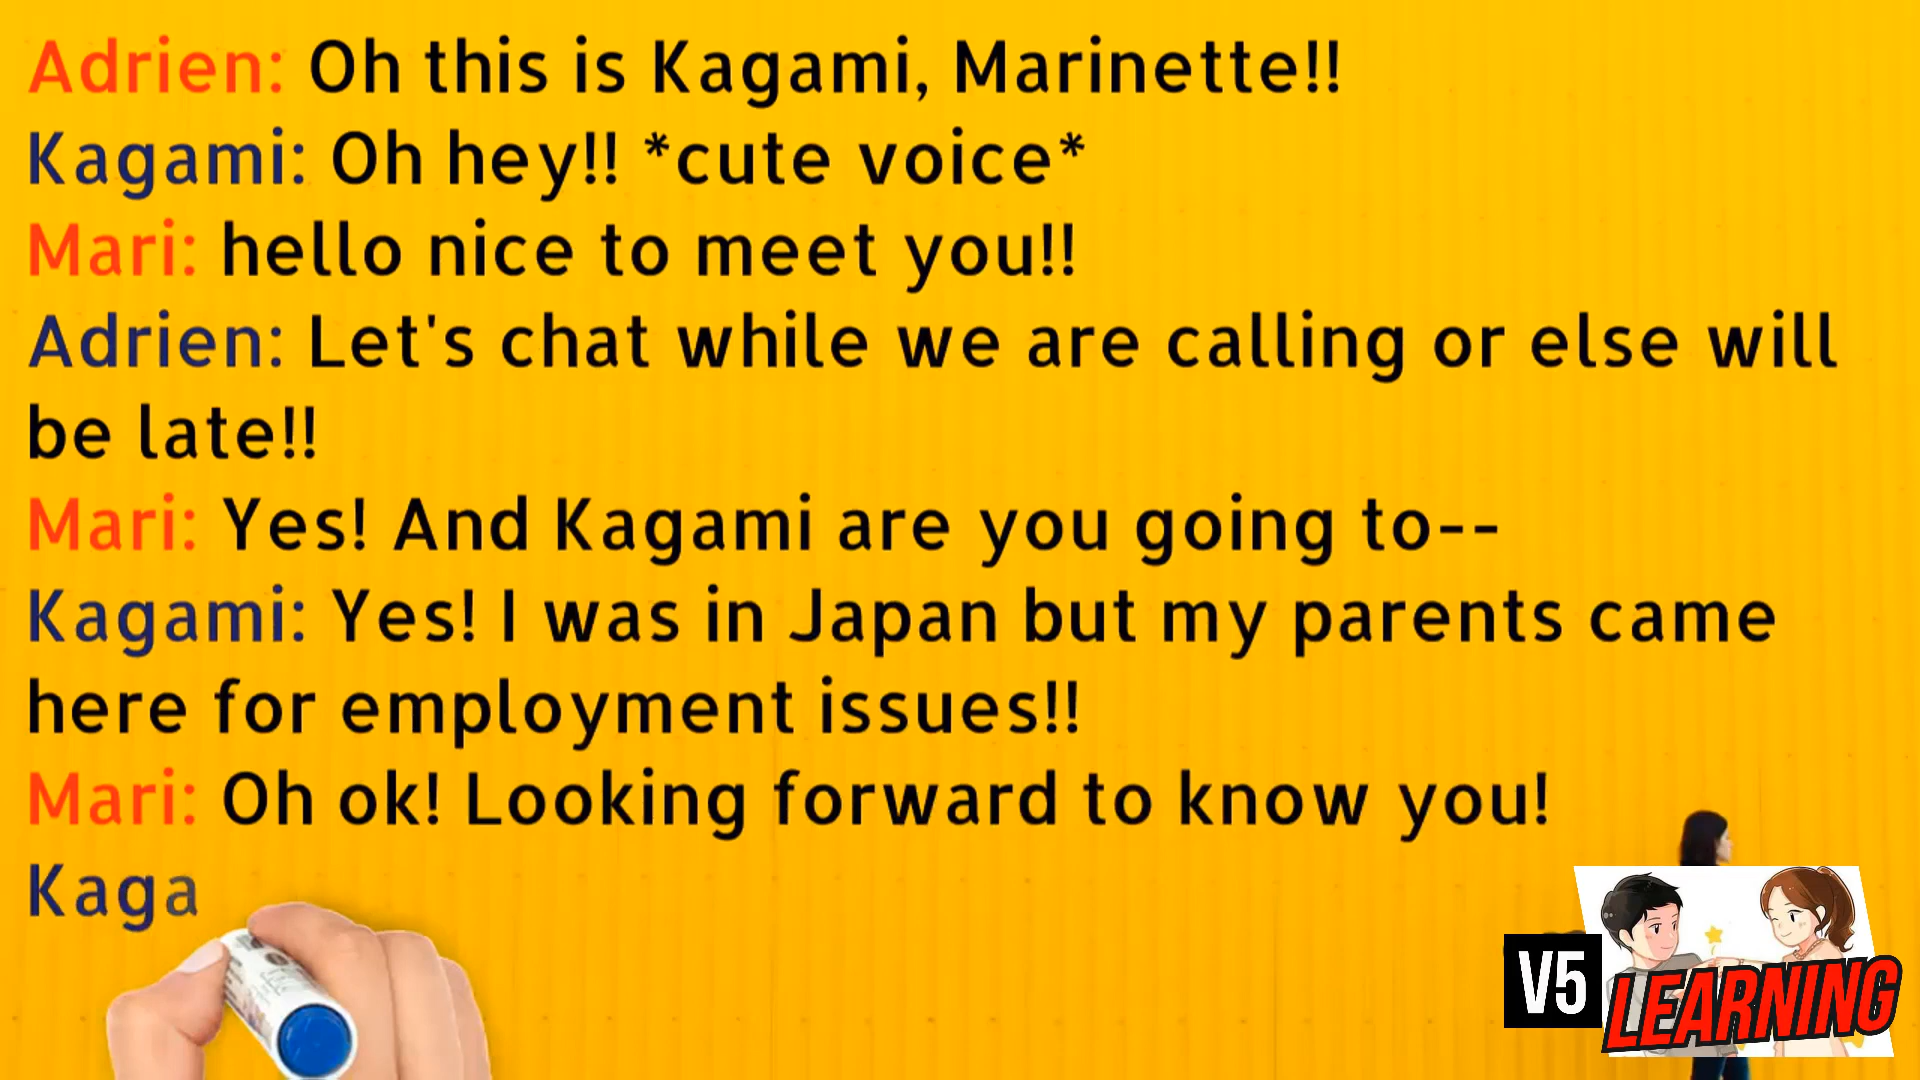 Adrien: Oh this is Kagami, Marinette!!
Kagami: Oh hey!! *cute voice*
Mari: hello nice to meet you!!
Adrien: Let's chat while we are calling or else will
be late!!
Mari: Yes! And Kagami are you going to--
Kagami: Yes! I was in Japan but my parents came
here for employment issues!!
Mari: Oh ok! Looking forward to know you!
Kaga
V5
LEARNING